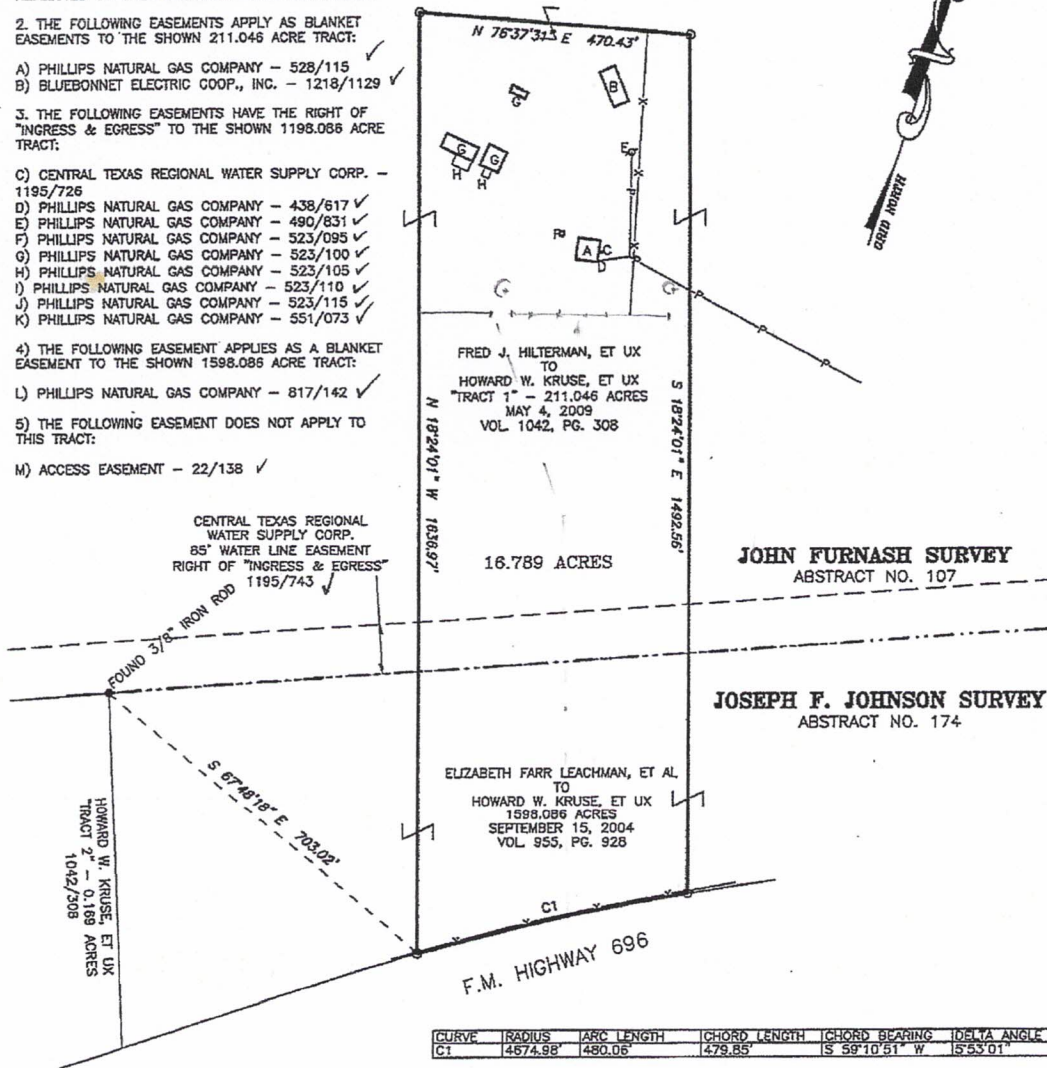 2. THE FOLLOWING EASEMENTS APPLY AS BLANKET
EASEMENTS TO THE SHOWN 211.046 ACRE TRACT:
A) PHILLIPS NATURAL GAS COMPANY – 528/115
B) BLUEBONNET ELECTRIC COOP., INC. – 1218/1129
3. THE FOLLOWING EASEMENTS HAVE THE RIGHT OF
"INGRESS & EGRESS" TO THE SHOWN 1198.086 ACRE
TRACT:
C) CENTRAL TEXAS REGIONAL WATER SUPPLY CORP. –
1195/726
D) PHILLIPS NATURAL GAS COMPANY – 438/617
E) PHILLIPS NATURAL GAS COMPANY – 490/831
F) PHILLIPS NATURAL GAS COMPANY – 523/095
G) PHILLIPS NATURAL GAS COMPANY – 523/100
H) PHILLIPS NATURAL GAS COMPANY – 523/105
I) PHILLIPS NATURAL GAS COMPANY – 523/110
J) PHILLIPS NATURAL GAS COMPANY – 523/115
K) PHILLIPS NATURAL GAS COMPANY – 551/073
4) THE FOLLOWING EASEMENT APPLIES AS A BLANKET
EASEMENT TO THE SHOWN 1598.086 ACRE TRACT:
L) PHILLIPS NATURAL GAS COMPANY – 817/142
5) THE FOLLOWING EASEMENT DOES NOT APPLY TO
THIS TRACT:
M) ACCESS EASEMENT – 22/138
N 76°37'313 E 470.43'
B
G
E
G
G
H
H
P
F
A
C
D
P
P
P
P
GRID NORTH
FRED J. HILTERMAN, ET UX
TO
HOWARD W. KRUSE, ET UX
"TRACT 1" – 211.046 ACRES
MAY 4, 2009
VOL. 1042, PG. 308
N 18°24'01" W 1636.97'
S 18°24'01" E 1492.56'
16.789 ACRES
CENTRAL TEXAS REGIONAL
WATER SUPPLY CORP.
85' WATER LINE EASEMENT
RIGHT OF "INGRESS & EGRESS"
1195/743
JOHN FURNASH SURVEY
ABSTRACT NO. 107
FOUND 3/8" IRON ROD
JOSEPH F. JOHNSON SURVEY
ABSTRACT NO. 174
S 67°48'18" E 703.02'
ELIZABETH FARR LEACHMAN, ET AL
TO
HOWARD W. KRUSE, ET UX
1598.086 ACRES
SEPTEMBER 15, 2004
VOL. 955, PG. 928
HOWARD W. KRUSE, ET UX
"TRACT 2" – 0.169 ACRES
1042/308
C1
F.M. HIGHWAY 696
CURVE RADIUS ARC LENGTH CHORD LENGTH CHORD BEARING DELTA ANGLE
C1 4674.98' 480.06' 479.85' S 59°10'51" W 5°53'01"